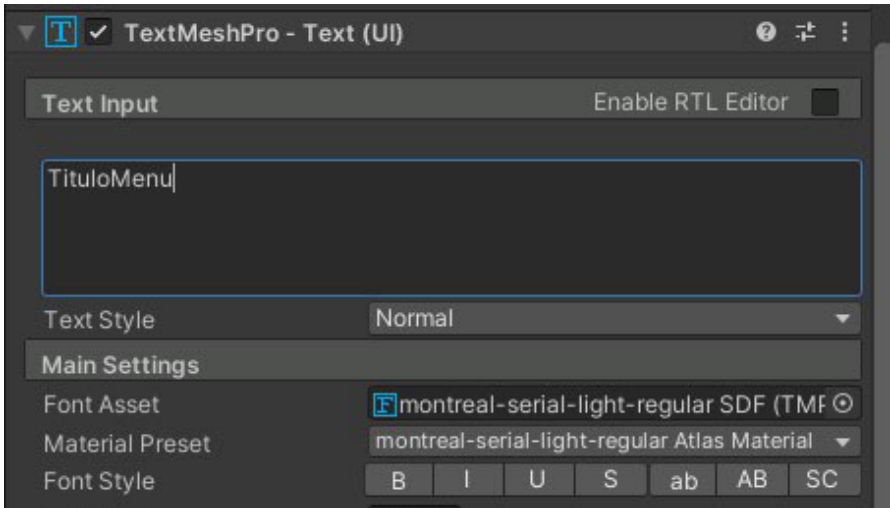 TextMeshPro - Text (UI)
Text Input Enable RTL Editor
TituloMenu
Text Style Normal
Main Settings
Font Asset montreal-serial-light-regular SDF (TMF
Material Preset montreal-serial-light-regular Atlas Material
Font Style B I U S ab AB SC